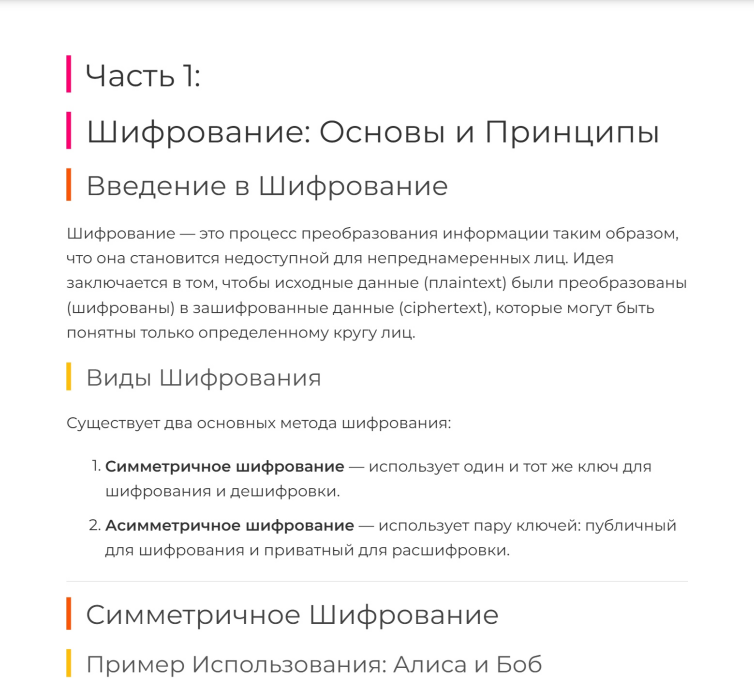 Часть 1:
Шифрование: Основы и Принципы
Введение в Шифрование
Шифрование — это процесс преобразования информации таким образом,
что она становится недоступной для непреднамеренных лиц. Идея
заключается в том, чтобы исходные данные (плaintext) были преобразованы
(шифрованы) в зашифрованные данные (ciphertext), которые могут быть
понятны только определенному кругу лиц.
Виды Шифрования
Существует два основных метода шифрования:
1. Симметричное шифрование — использует один и тот же ключ для
шифрования и дешифровки.
2. Асимметричное шифрование — использует пару ключей: публичный
для шифрования и приватный для расшифровки.
Симметричное Шифрование
Пример Использования: Алиса и Боб